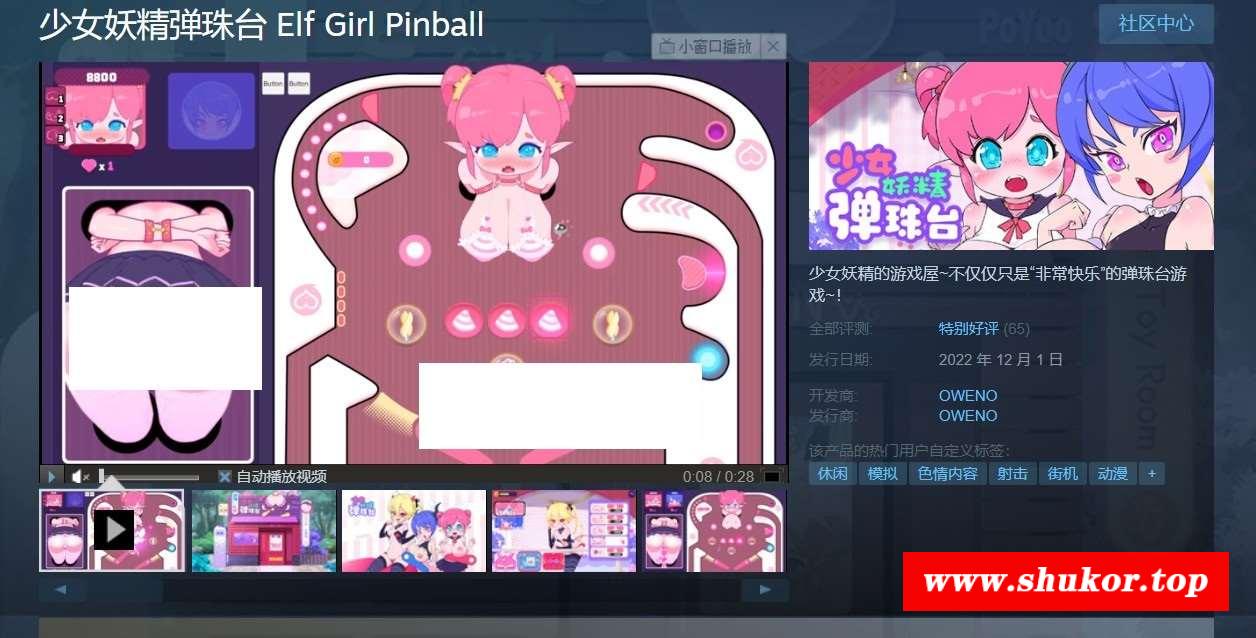 少女妖精弹珠台 Elf Girl Pinball
社区中心
小窗口播放
8800
Button
Button
1
2
3
x 1
0
少女
妖精
弹珠台
少女妖精的游戏屋~不仅仅只是“非常快乐”的弹珠台游
戏~!
全部评测:
特别好评 (65)
发行日期:
2022 年 12 月 1 日
开发商:
OWENO
发行商:
OWENO
该产品的热门用户自定义标签:
休闲
模拟
色情内容
射击
街机
动漫
+
自动播放视频
0:08 / 0:28
Toy Room
www.shukor.top